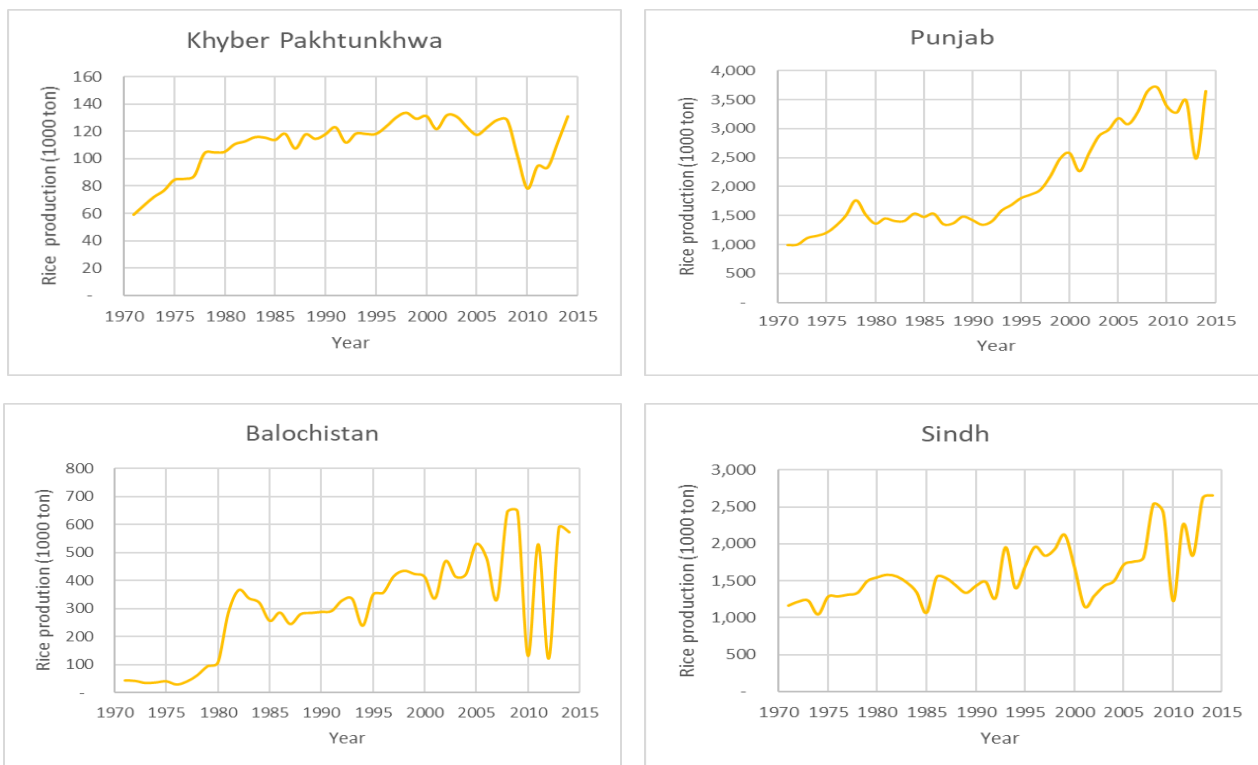 Khyber Pakhtunkhwa
Rice production (1000 ton)
160
140
120
100
80
60
40
20
-
1970 1975 1980 1985 1990 1995 2000 2005 2010 2015
Year
Punjab
Rice production (1000 ton)
4,000
3,500
3,000
2,500
2,000
1,500
1,000
500
-
1970 1975 1980 1985 1990 1995 2000 2005 2010 2015
Year
Balochistan
Rice prodution (1000 ton)
800
700
600
500
400
300
200
100
-
1970 1975 1980 1985 1990 1995 2000 2005 2010 2015
Year
Sindh
Rice production (1000 ton)
3,000
2,500
2,000
1,500
1,000
500
-
1970 1975 1980 1985 1990 1995 2000 2005 2010 2015
Year